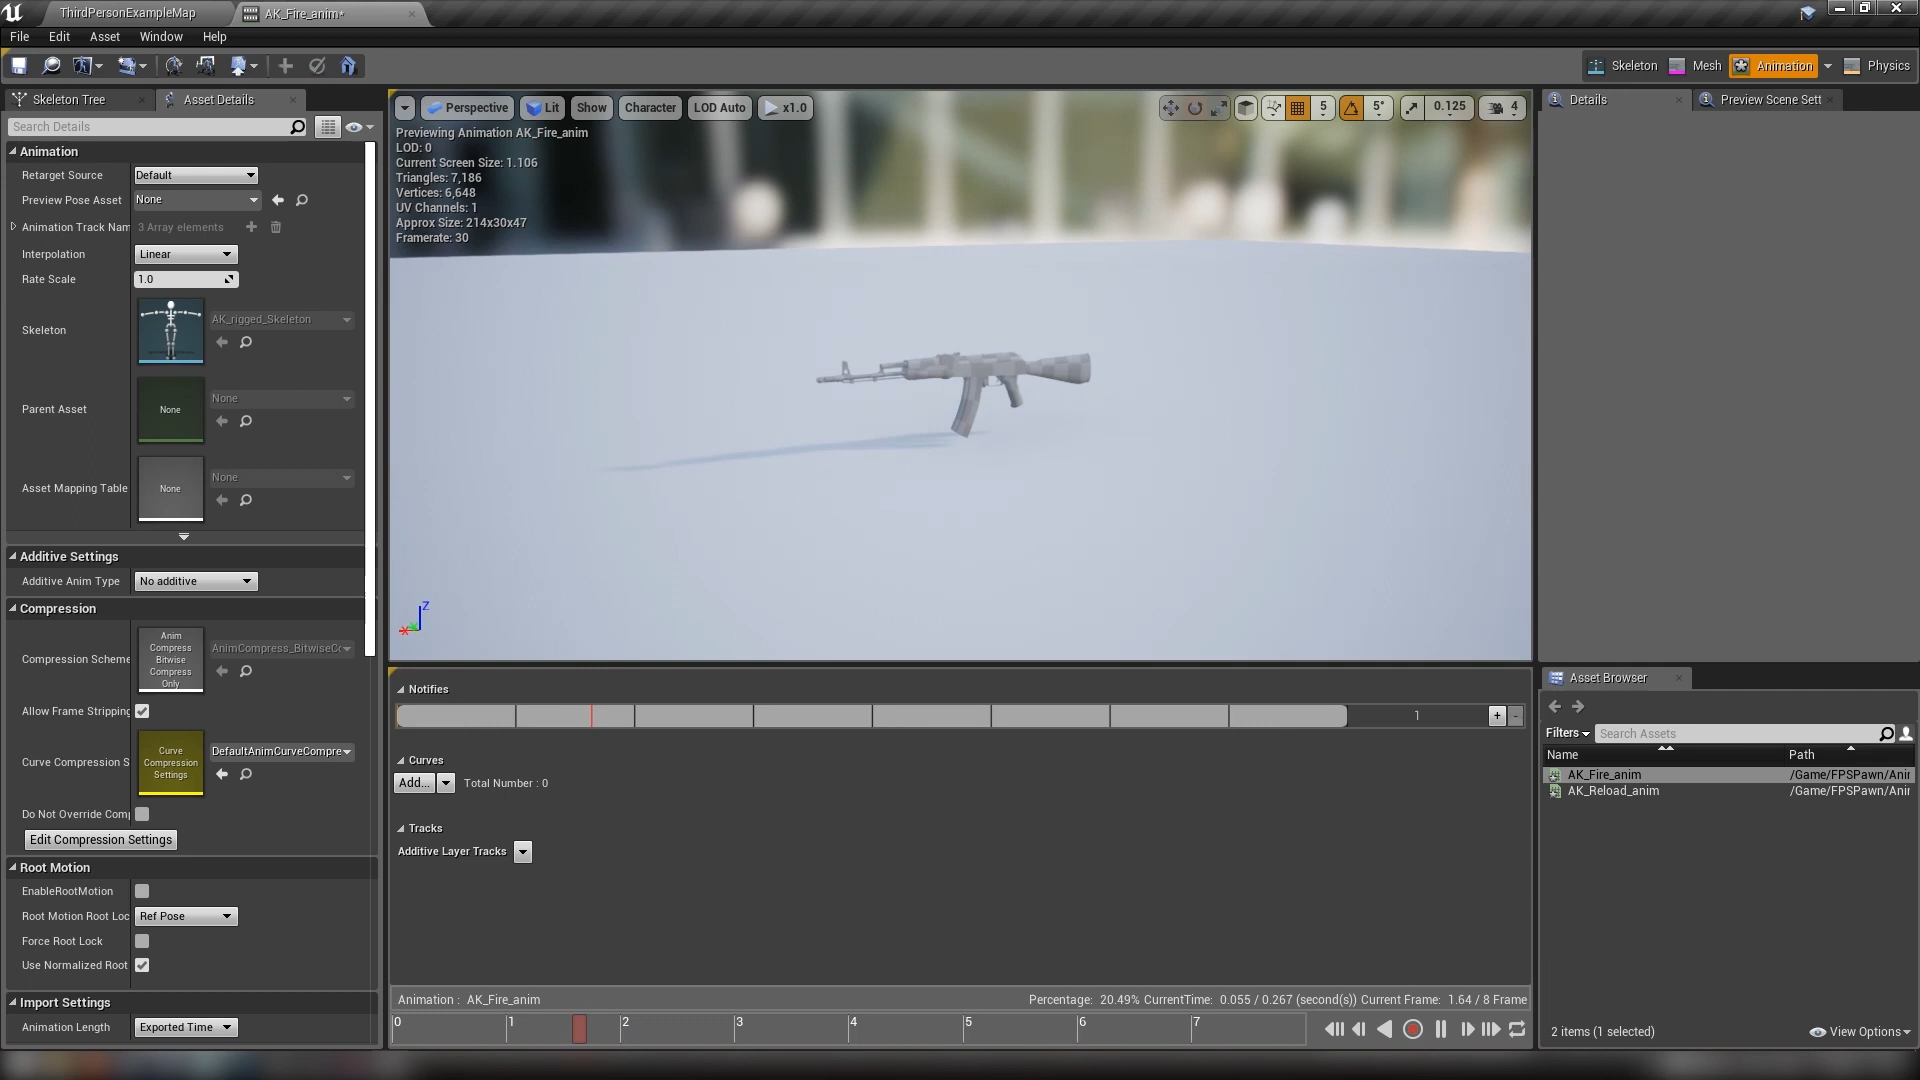 ThirdPersonExampleMap
AK_Fire_anim*
File Edit Asset Window Help
Skeleton Mesh Animation Physics
Skeleton Tree Asset Details
Search Details
Animation
Retarget Source Default
Preview Pose Asset None
Animation Track Nam 3 Array elements
Interpolation Linear
Rate Scale 1.0
Skeleton AK_rigged_Skeleton
Parent Asset None None
Asset Mapping Table None None
Additive Settings
Additive Anim Type No additive
Compression
Compression Scheme Anim Compress Bitwise Compress Only AnimCompress_BitwiseCo
Allow Frame Stripping
Curve Compression S Curve Compression Settings DefaultAnimCurveCompre
Do Not Override Comp
Edit Compression Settings
Root Motion
EnableRootMotion
Root Motion Root Loc Ref Pose
Force Root Lock
Use Normalized Root
Import Settings
Animation Length Exported Time
Perspective Lit Show Character LOD Auto x1.0 5 5° 0.125 4
Previewing Animation AK_Fire_anim
LOD: 0
Current Screen Size: 1.106
Triangles: 7,186
Vertices: 6,648
UV Channels: 1
Approx Size: 214x30x47
Framerate: 30
Z
Notifies
1 + -
Curves
Add... Total Number : 0
Tracks
Additive Layer Tracks
Animation : AK_Fire_anim Percentage: 20.49% CurrentTime: 0.055 / 0.267 (second(s)) Current Frame: 1.64 / 8 Frame
0 1 2 3 4 5 6 7
Details Preview Scene Sett
Asset Browser
Filters Search Assets
Name Path
AK_Fire_anim /Game/FPSPawn/Anir
AK_Reload_anim /Game/FPSPawn/Anir
2 items (1 selected) View Options